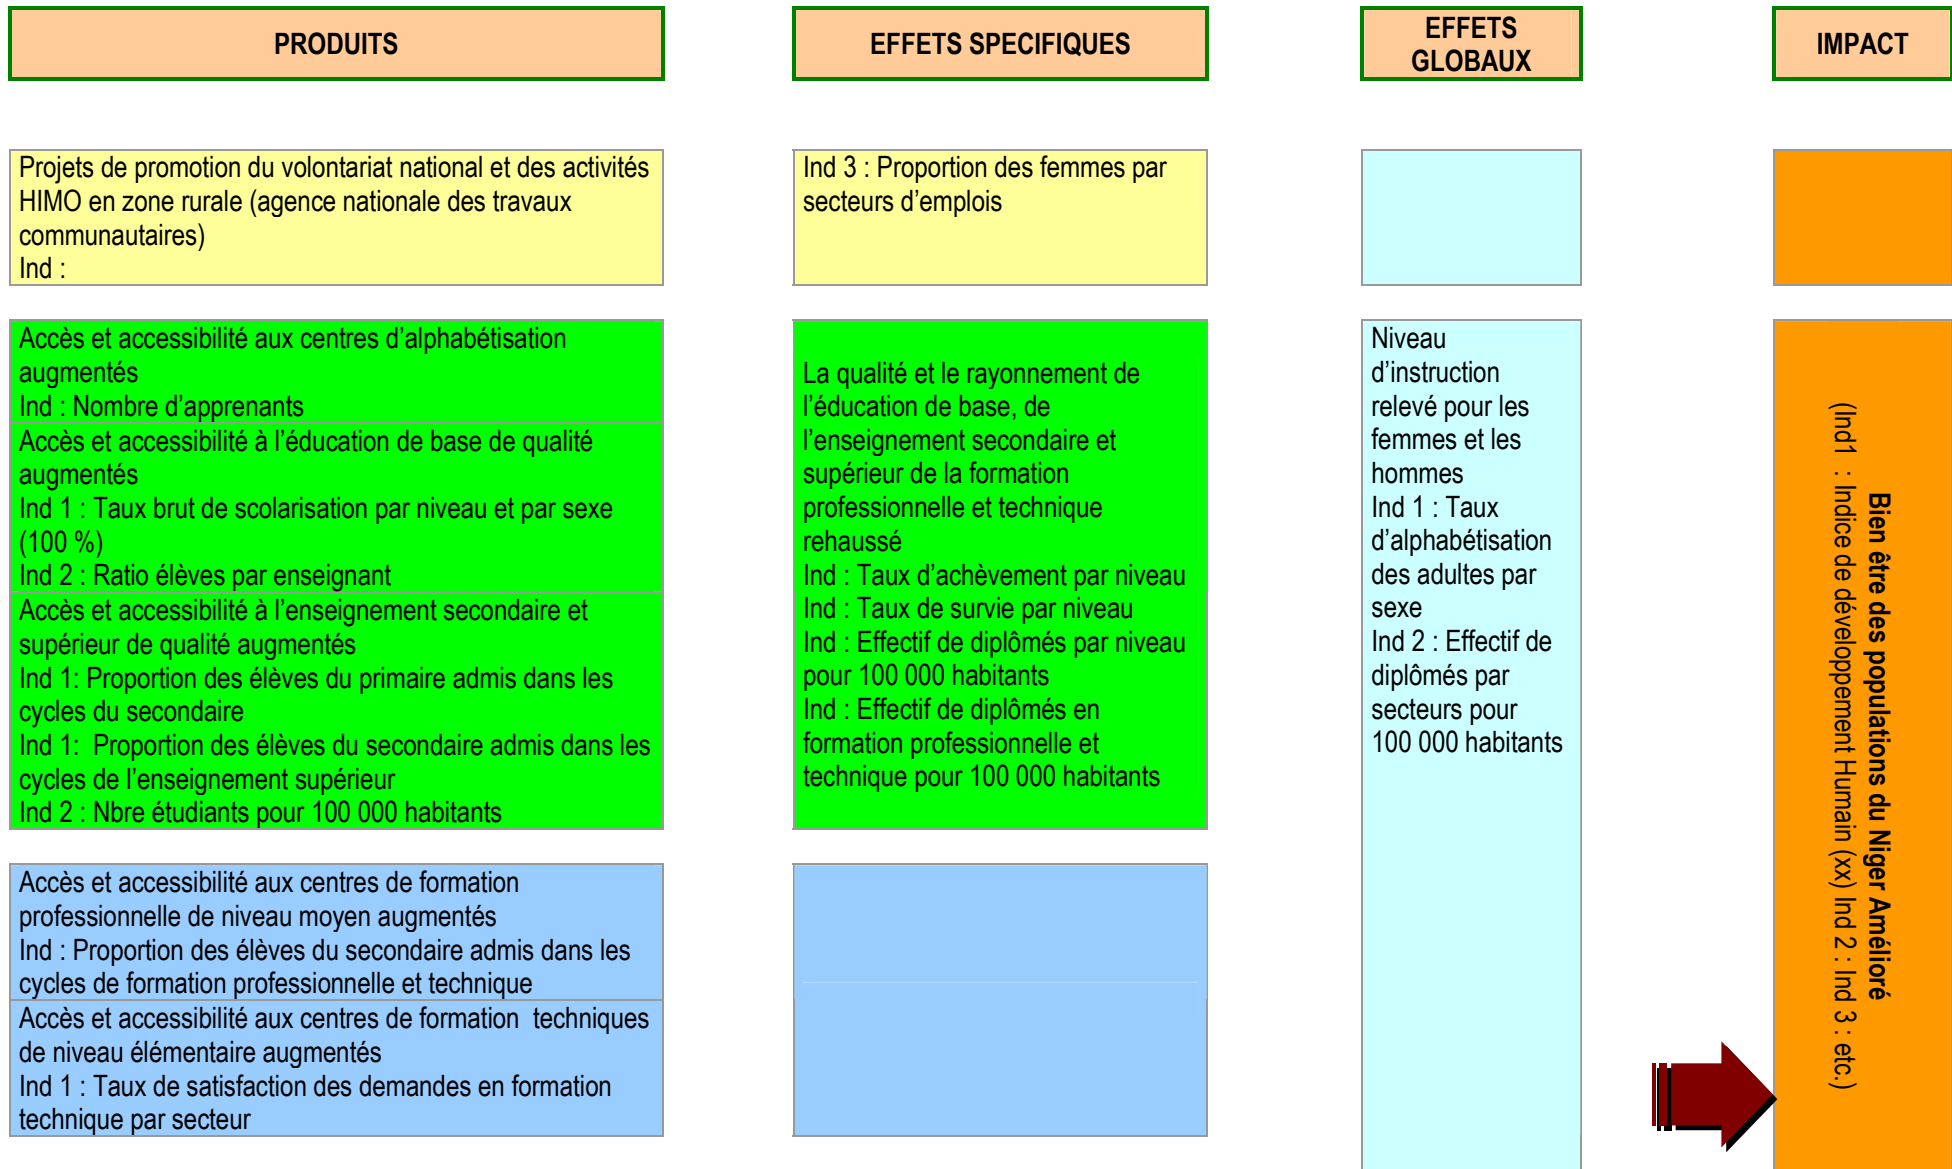 PRODUITS
EFFETS SPECIFIQUES
EFFETS
GLOBAUX
IMPACT
Projets de promotion du volontariat national et des activités
HIMO en zone rurale (agence nationale des travaux
communautaires)
Ind :
Ind 3 : Proportion des femmes par
secteurs d’emplois
Accès et accessibilité aux centres d’alphabétisation
augmentés
Ind : Nombre d’apprenants
Accès et accessibilité à l’éducation de base de qualité
augmentés
Ind 1 : Taux brut de scolarisation par niveau et par sexe
(100 %)
Ind 2 : Ratio élèves par enseignant
Accès et accessibilité à l’enseignement secondaire et
supérieur de qualité augmentés
Ind 1: Proportion des élèves du primaire admis dans les
cycles du secondaire
Ind 1:  Proportion des élèves du secondaire admis dans les
cycles de l’enseignement supérieur
Ind 2 : Nbre étudiants pour 100 000 habitants
La qualité et le rayonnement de
l’éducation de base, de
l’enseignement secondaire et
supérieur de la formation
professionnelle et technique
rehaussé
Ind : Taux d’achèvement par niveau
Ind : Taux de survie par niveau
Ind : Effectif de diplômés par niveau
pour 100 000 habitants
Ind : Effectif de diplômés en
formation professionnelle et
technique pour 100 000 habitants
Niveau
d’instruction
relevé pour les
femmes et les
hommes
Ind 1 : Taux
d’alphabétisation
des adultes par
sexe
Ind 2 : Effectif de
diplômés par
secteurs pour
100 000 habitants
Bien être des populations du Niger Amélioré
(Ind1  : Indice de développement Humain (xx) Ind 2 : Ind 3 : etc.)
Accès et accessibilité aux centres de formation
professionnelle de niveau moyen augmentés
Ind : Proportion des élèves du secondaire admis dans les
cycles de formation professionnelle et technique
Accès et accessibilité aux centres de formation  techniques
de niveau élémentaire augmentés
Ind 1 : Taux de satisfaction des demandes en formation
technique par secteur